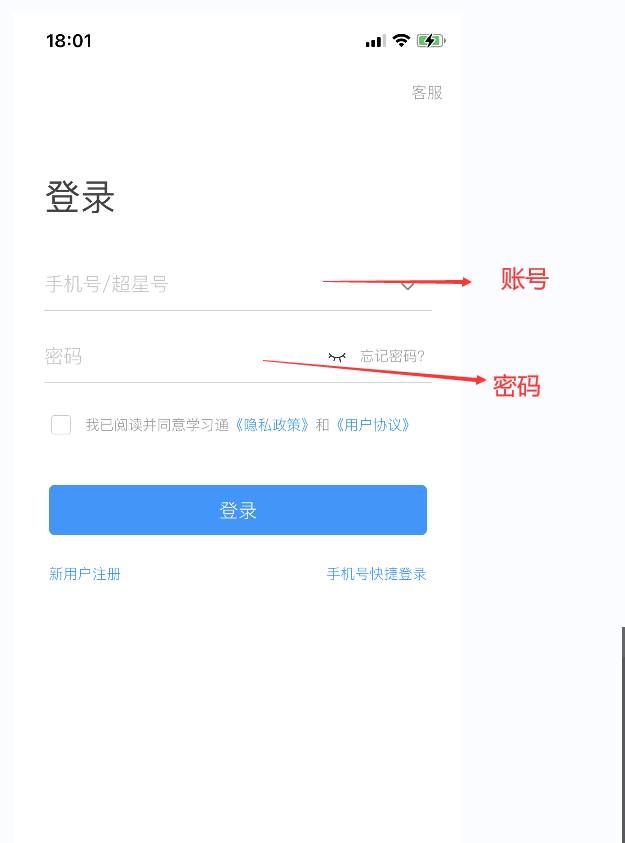 18:01
客服
登录
手机号/超星号
账号
密码
忘记密码?
密码
我已阅读并同意学习通《隐私政策》和《用户协议》
登录
新用户注册
手机号快捷登录